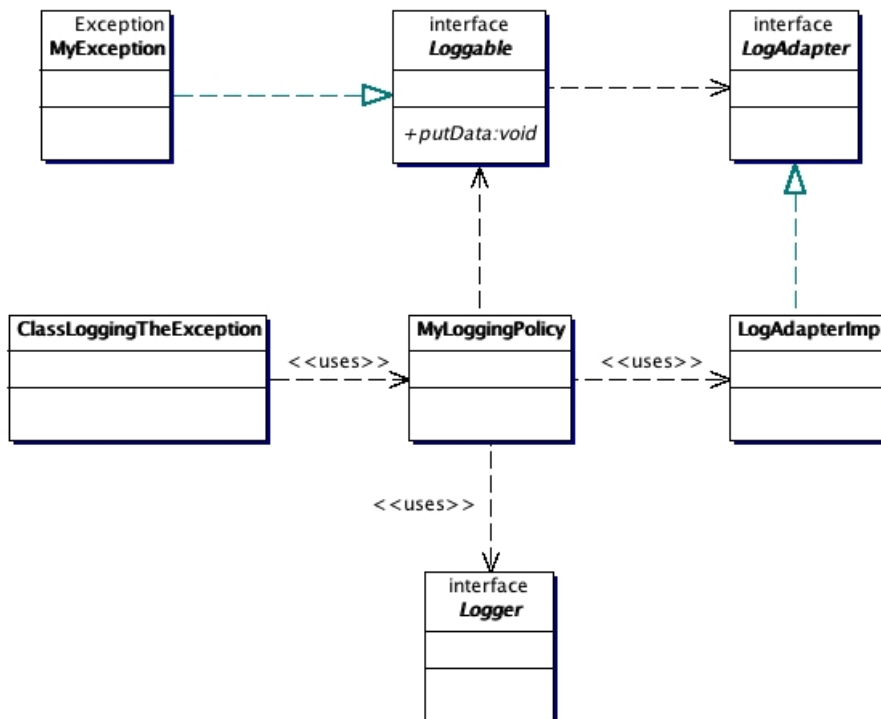 Exception
MyException
interface
Loggable
+putData:void
interface
LogAdapter
ClassLoggingTheException
<<uses>>
MyLoggingPolicy
<<uses>>
LogAdapterImp
<<uses>>
interface
Logger